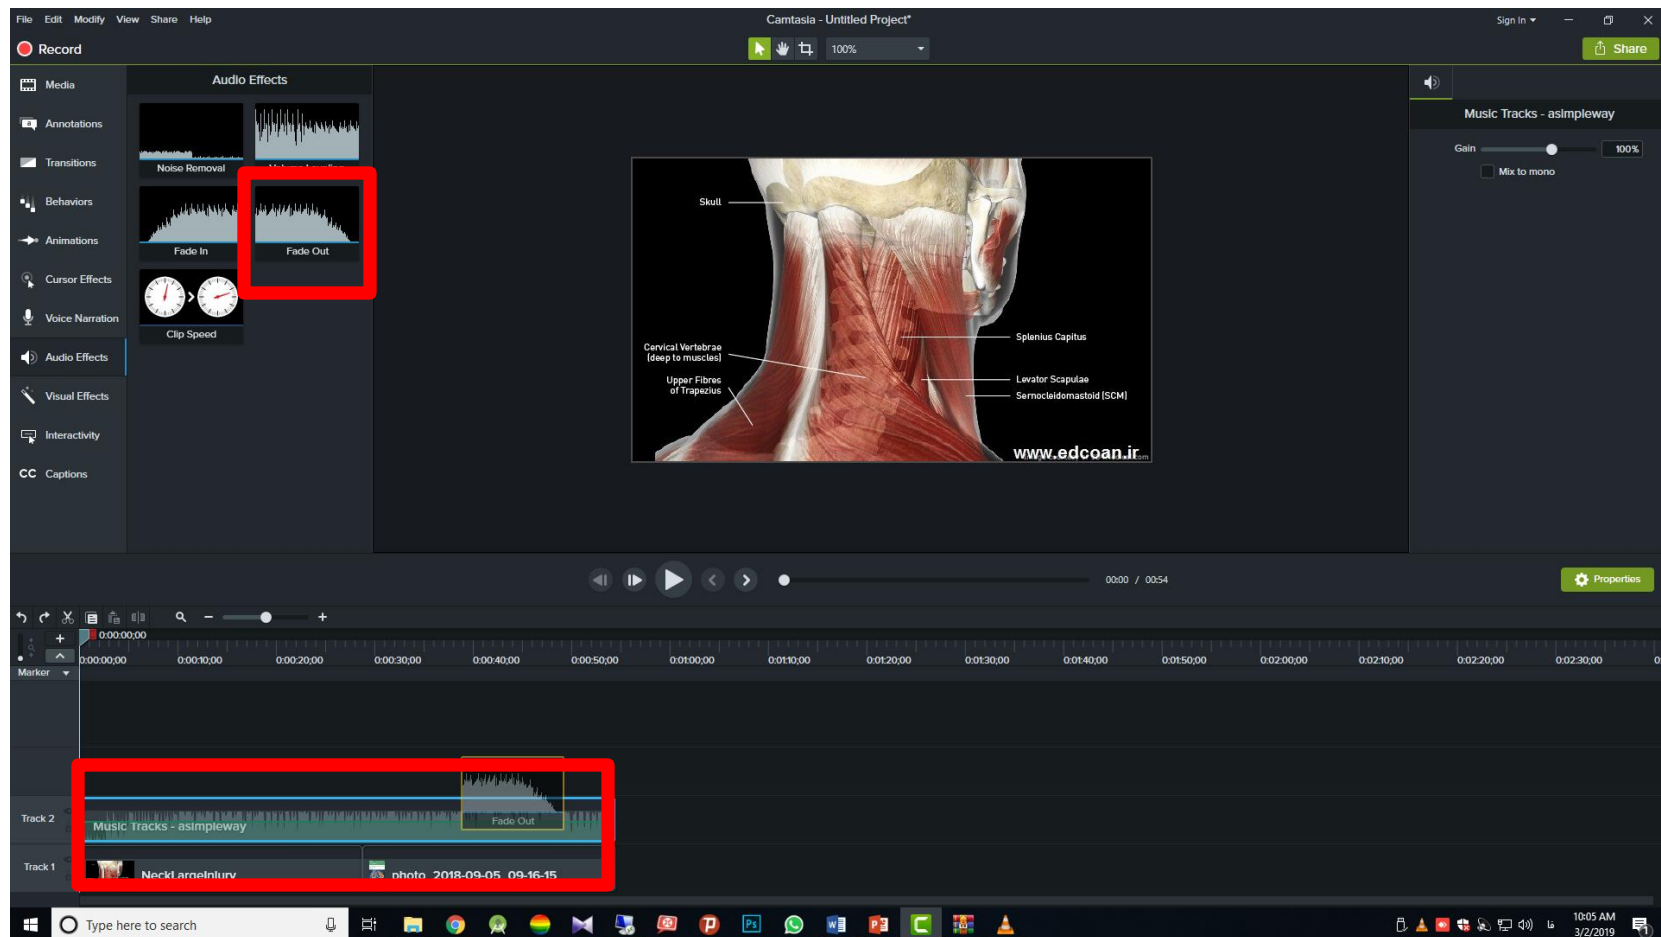 File Edit Modify View Share Help
Camtasia - Untitled Project*
Sign In
Record
100%
Share
Media
Annotations
Transitions
Behaviors
Animations
Cursor Effects
Voice Narration
Audio Effects
Visual Effects
Interactivity
CC Captions
Audio Effects
Noise Removal
Fade In
Fade Out
Clip Speed
Skull
Cervical Vertebrae
(deep to muscles)
Upper Fibres
of Trapezius
Splenius Capitus
Levator Scapulae
Sernocleidomastoid (SCM)
www.edcoan.ir
Music Tracks - asimpleway
Gain 100%
Mix to mono
00:00 / 00:54
Properties
0:00:00;00
0:00:00;00 0:00:10;00 0:00:20;00 0:00:30;00 0:00:40;00 0:00:50;00 0:01:00;00 0:01:10;00 0:01:20;00 0:01:30;00 0:01:40;00 0:01:50;00 0:02:00;00 0:02:10;00 0:02:20;00 0:02:30;00
Marker
Track 2
Music Tracks - asimpleway
Fade Out
Track 1
NeckLargeInjury
photo_2018-09-05_09-16-15
Type here to search
Ps
فا
10:05 AM
3/2/2019